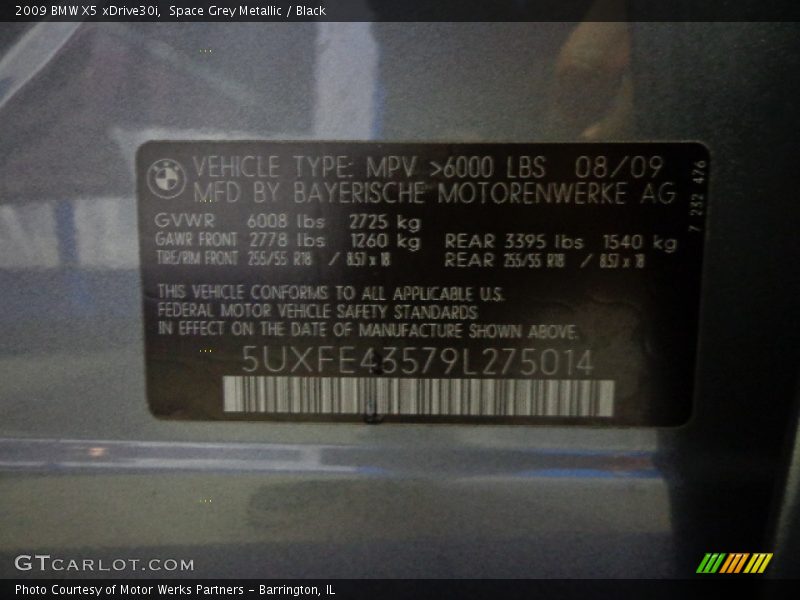 2009 BMW X5 xDrive30i, Space Grey Metallic / Black
VEHICLE TYPE: MPV >6000 LBS 08/09
MFD BY BAYERISCHE MOTORENWERKE AG
GVWR 6008 lbs 2725 kg
GAWR FRONT 2778 lbs 1260 kg REAR 3395 lbs 1540 kg
TIRE/RIM FRONT 255/55 R18 / 8.5J x 18 REAR 255/55 R18 / 8.5J x 18
7 232 476
THIS VEHICLE CONFORMS TO ALL APPLICABLE U.S.
FEDERAL MOTOR VEHICLE SAFETY STANDARDS
IN EFFECT ON THE DATE OF MANUFACTURE SHOWN ABOVE.
5UXFE43579L275014
GTCARLOT.COM
Photo Courtesy of Motor Werks Partners - Barrington, IL